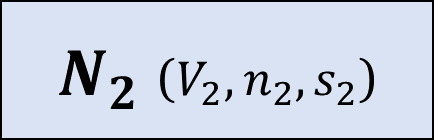 N₂ (V₂, n₂, s₂)